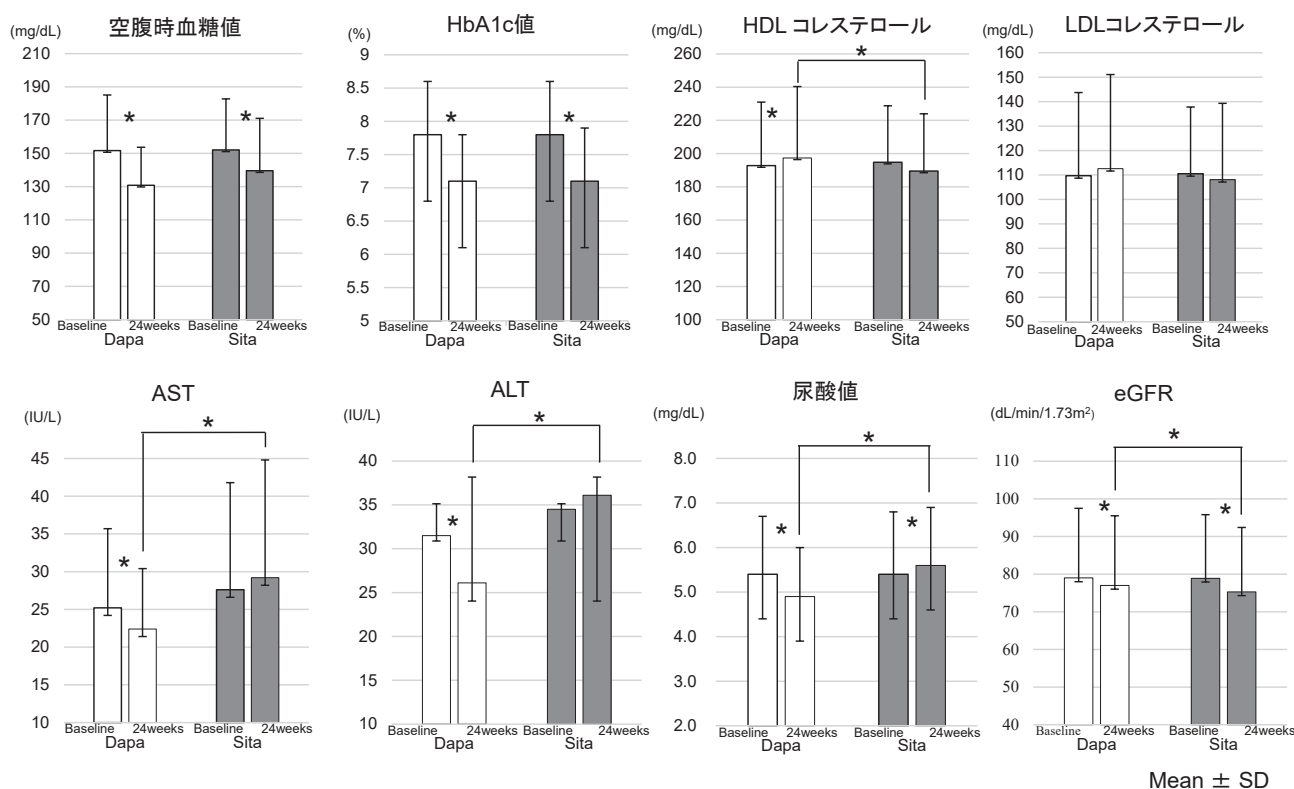 空腹時血糖値
(mg/dL)
210
190
170
150
130
110
90
70
50
*
*
Baseline
24weeks
Baseline
24weeks
Dapa
Sita
HbA1c値
(%)
9
8.5
8
7.5
7
6.5
6
5.5
5
*
*
Baseline
24weeks
Baseline
24weeks
Dapa
Sita
HDL コレステロール
(mg/dL)
260
240
220
200
180
160
140
120
100
*
*
Baseline
24weeks
Baseline
24weeks
Dapa
Sita
LDLコレステロール
(mg/dL)
160
150
140
130
120
110
100
90
80
70
60
50
Baseline
24weeks
Baseline
24weeks
Dapa
Sita
AST
(IU/L)
45
40
35
30
25
20
15
10
*
*
Baseline
24weeks
Baseline
24weeks
Dapa
Sita
ALT
(IU/L)
40
35
30
25
20
15
10
*
*
Baseline
24weeks
Baseline
24weeks
Dapa
Sita
尿酸値
(mg/dL)
8.0
7.0
6.0
5.0
4.0
3.0
2.0
*
*
*
Baseline
24weeks
Baseline
24weeks
Dapa
Sita
eGFR
(dL/min/1.73m²)
110
100
90
80
70
60
50
40
*
*
*
Baseline
24weeks
Baseline
24weeks
Dapa
Sita
Mean ± SD